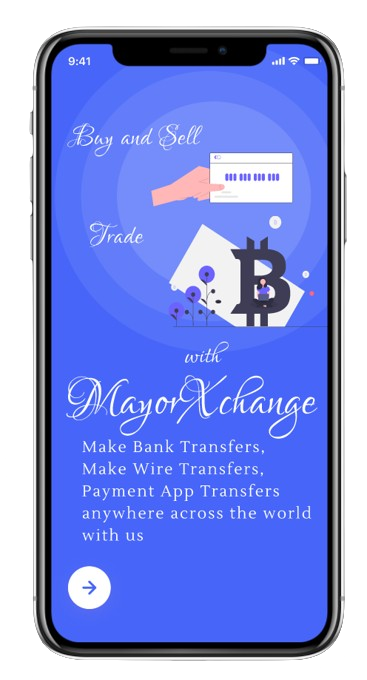 9:41
Buy and Sell
Trade
with
MayorXchange
Make Bank Transfers,
Make Wire Transfers,
Payment App Transfers
anywhere across the world
with us